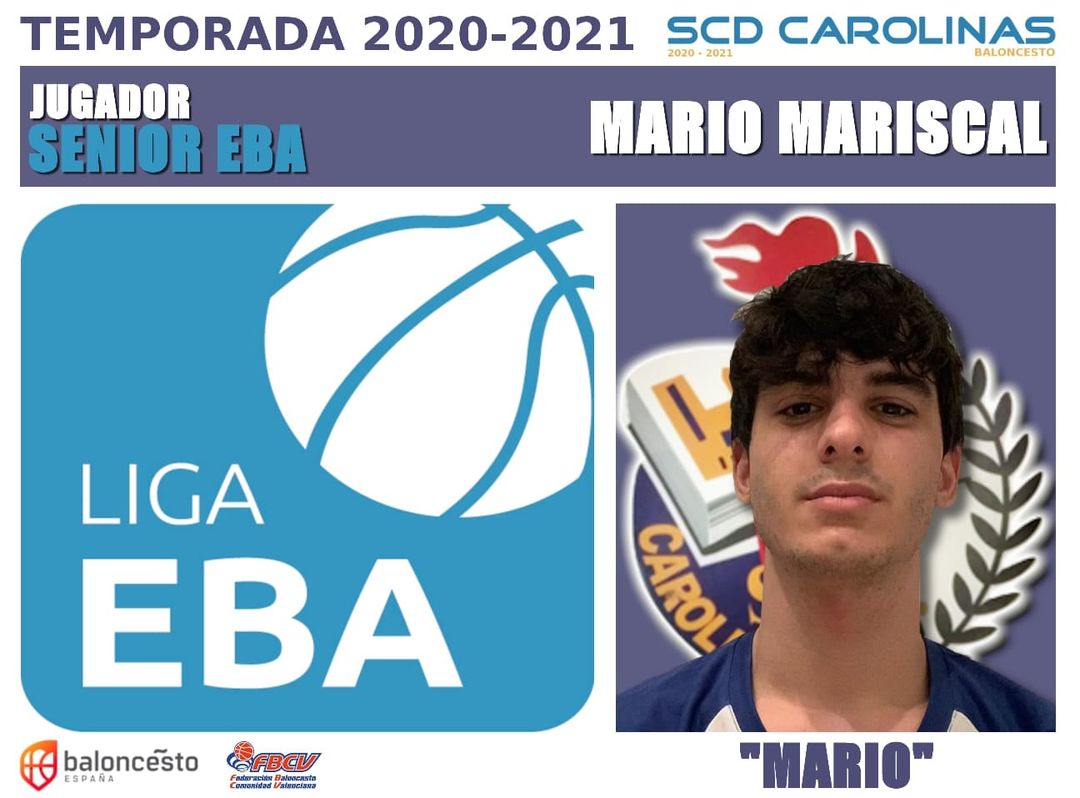 TEMPORADA 2020-2021
SCD CAROLINAS
2020 - 2021 BALONCESTO
JUGADOR
SENIOR EBA
MARIO MARISCAL
LIGA
EBA
CAROL
baloncesto
ESPAÑA
FBCV
Federación Baloncesto
Comunidad Valenciana
"MARIO"